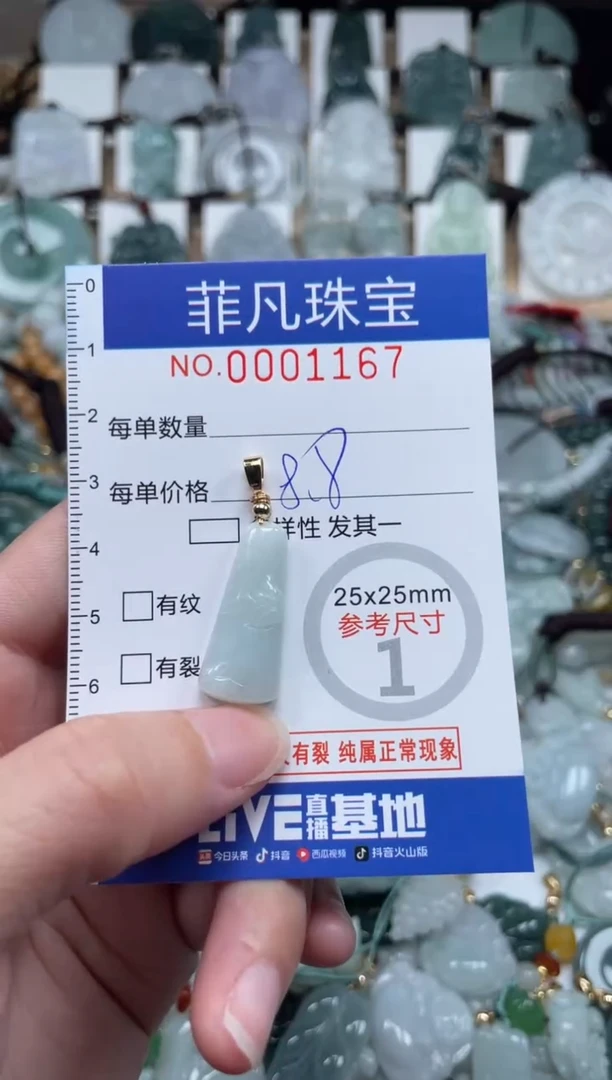 0
菲凡珠宝
1
NO.0001167
2
每单数量
3
每单价格 8.8
样性 发其一
4
25x25mm
有纹
5
参考尺寸
1
有裂
6
有裂 纯属正常现象
LIVE直播基地
今日头条 抖音 西瓜视频 抖音火山版